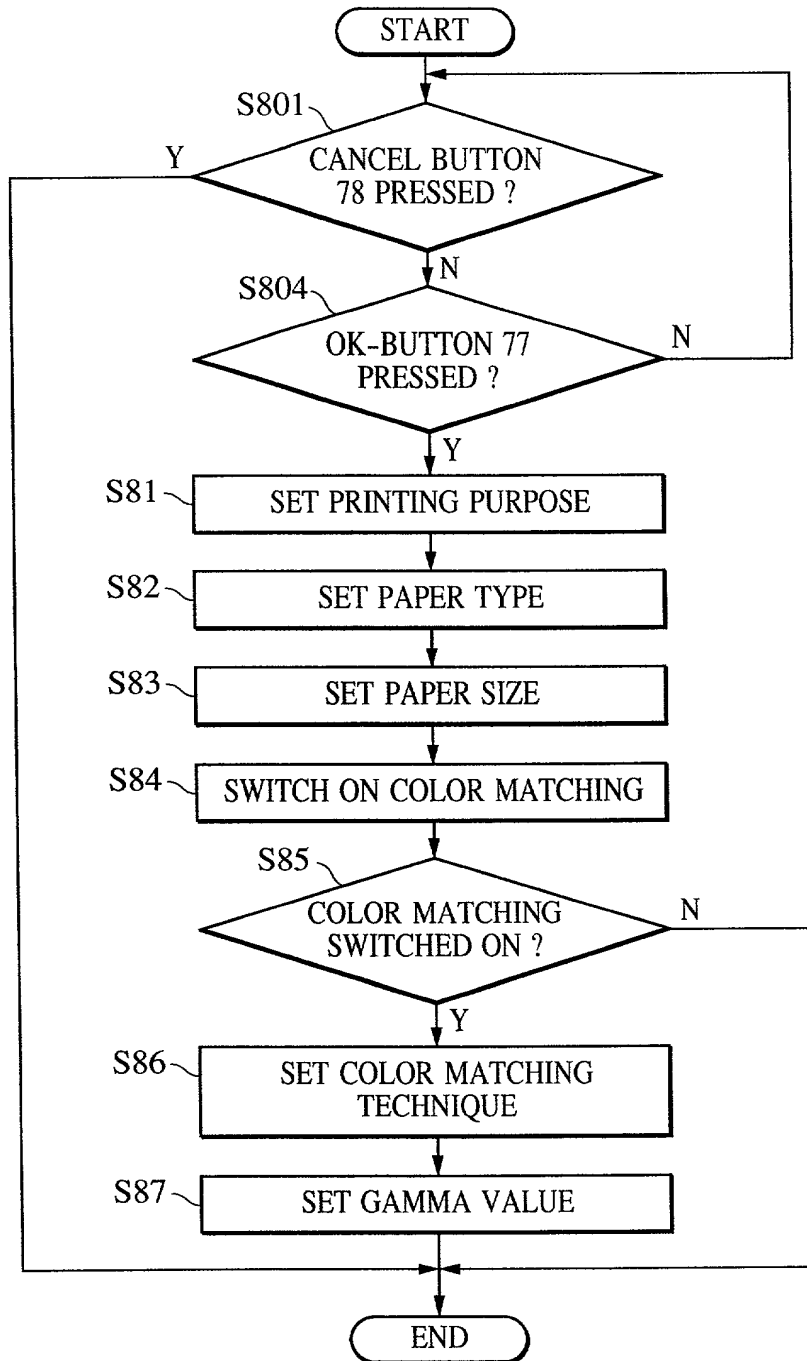 START
S801
Y
CANCEL BUTTON
78 PRESSED ?
N
S804
OK-BUTTON 77
PRESSED ?
N
Y
S81
SET PRINTING PURPOSE
S82
SET PAPER TYPE
S83
SET PAPER SIZE
S84
SWITCH ON COLOR MATCHING
S85
COLOR MATCHING
SWITCHED ON ?
N
Y
S86
SET COLOR MATCHING
TECHNIQUE
S87
SET GAMMA VALUE
END